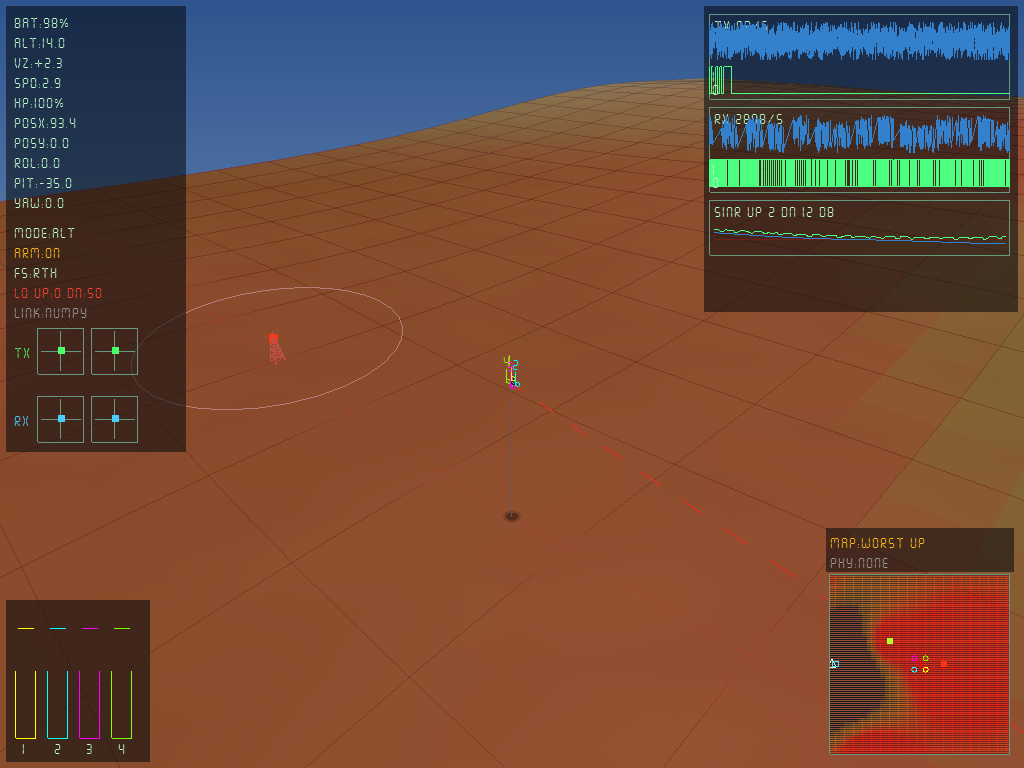 BAT:98%
ALT:14.0
VZ:+2.3
SPD:2.9
HP:100%
POSX:93.4
POSY:0.0
ROL:0.0
PIT:-35.0
YAW:0.0
MODE:ALT
ARM:ON
FS:RTH
LQ UP:0 DN:50
LINK:NUMPY
TX
RX
1 2 3 4
4
RX 2898/S
SINR UP 2 DN 12 DB
MAP:WORST UP
PHY:NONE